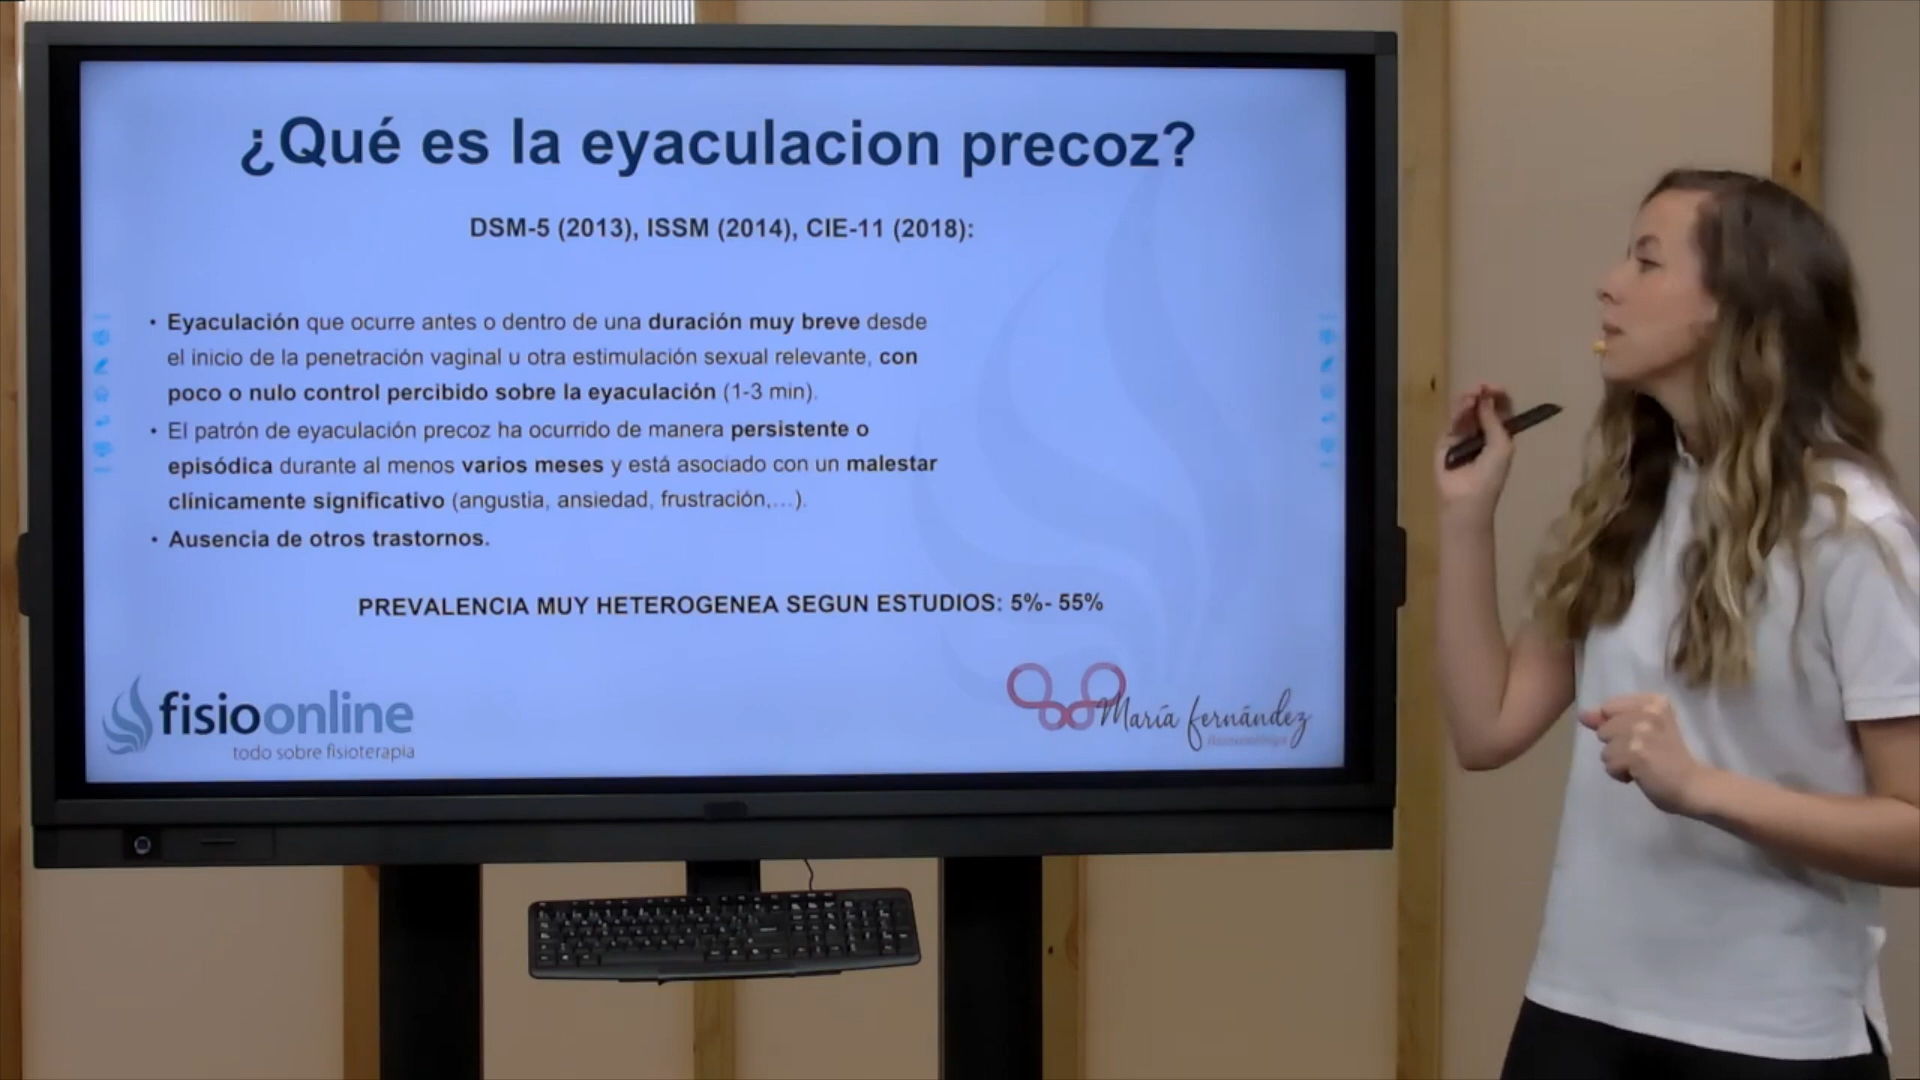 ¿Qué es la eyaculacion precoz?
DSM-5 (2013), ISSM (2014), CIE-11 (2018):
• Eyaculación que ocurre antes o dentro de una duración muy breve desde
el inicio de la penetración vaginal u otra estimulación sexual relevante, con
poco o nulo control percibido sobre la eyaculación (1-3 min).
• El patrón de eyaculación precoz ha ocurrido de manera persistente o
episódica durante al menos varios meses y está asociado con un malestar
clínicamente significativo (angustia, ansiedad, frustración,...).
• Ausencia de otros trastornos.
PREVALENCIA MUY HETEROGENEA SEGUN ESTUDIOS: 5%- 55%
fisioonline
todo sobre fisioterapia
María fernández